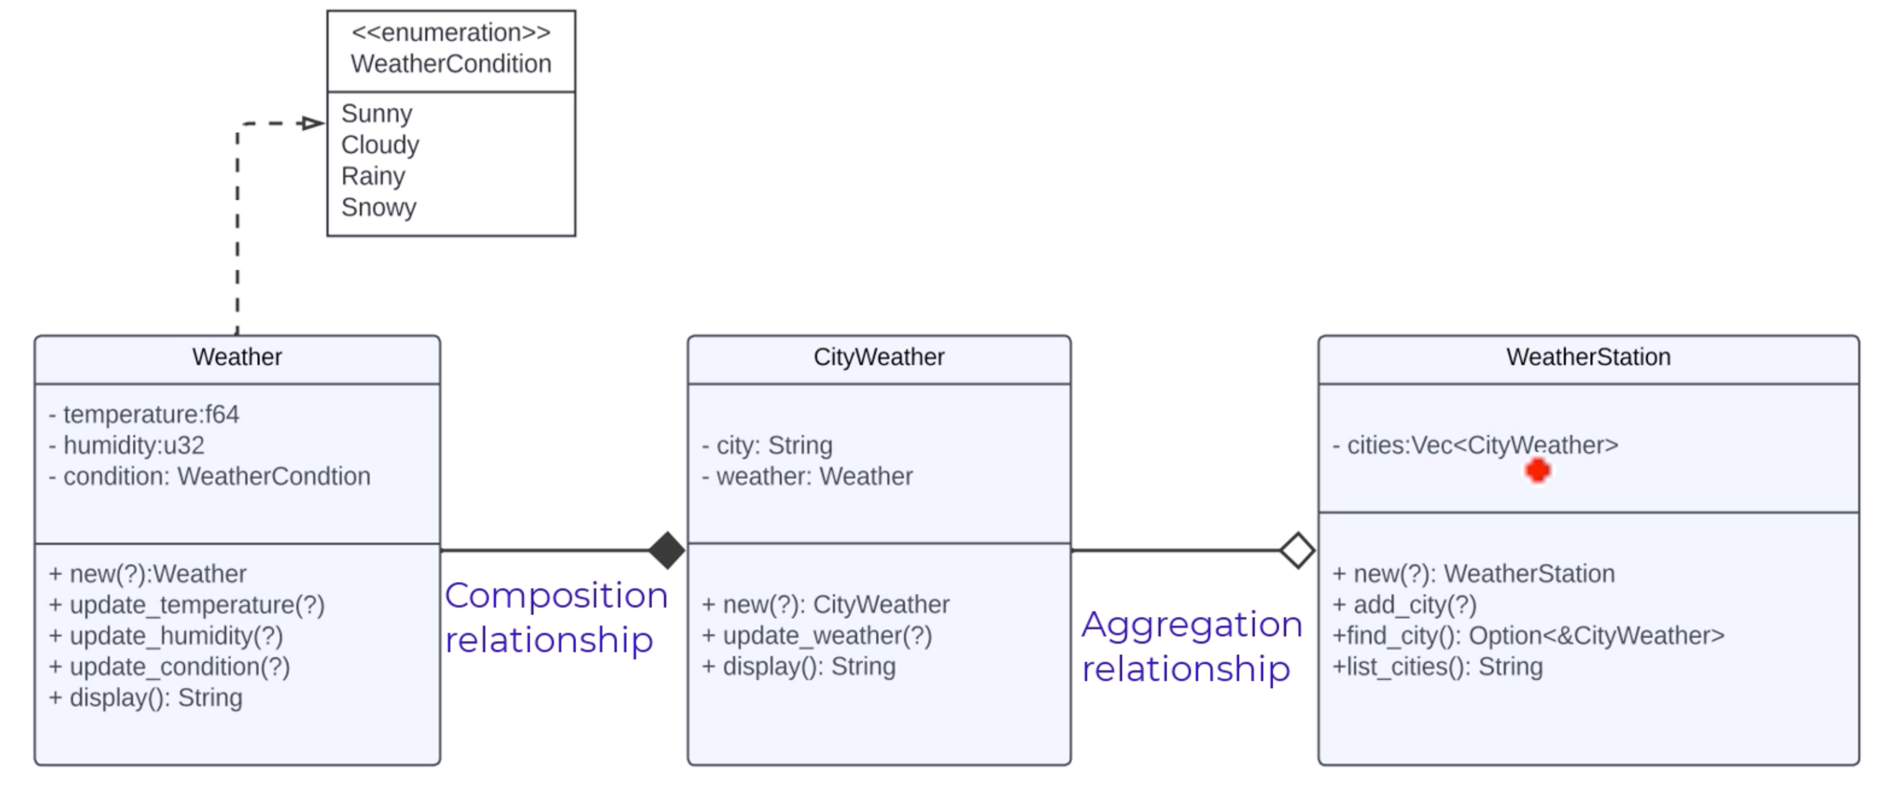 <<enumeration>>
WeatherCondition
Sunny
Cloudy
Rainy
Snowy
Weather
- temperature:f64
- humidity:u32
- condition: WeatherCondtion
+ new(?):Weather
+ update_temperature(?)
+ update_humidity(?)
+ update_condition(?)
+ display(): String
Composition
relationship
CityWeather
- city: String
- weather: Weather
+ new(?): CityWeather
+ update_weather(?)
+ display(): String
Aggregation
relationship
WeatherStation
- cities:Vec<CityWeather>
+ new(?): WeatherStation
+ add_city(?)
+find_city(): Option<&CityWeather>
+list_cities(): String